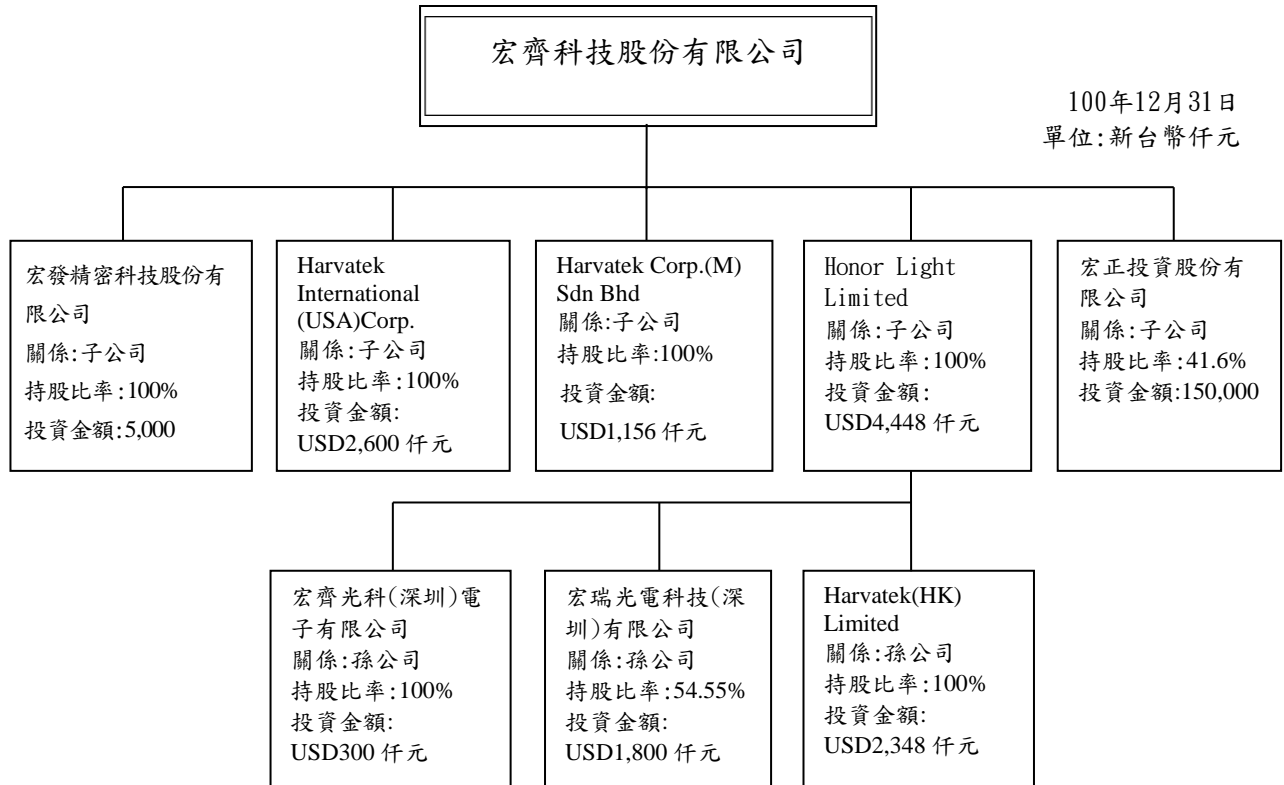 宏齊科技股份有限公司
100年12月31日
單位:新台幣仟元
宏發精密科技股份有
限公司
關係:子公司
持股比率:100%
投資金額:5,000
Harvatek
International
(USA)Corp.
關係:子公司
持股比率:100%
投資金額:
USD2,600 仟元
Harvatek Corp.(M)
Sdn Bhd
關係:子公司
持股比率:100%
投資金額:
USD1,156 仟元
Honor Light
Limited
關係:子公司
持股比率:100%
投資金額:
USD4,448 仟元
宏正投資股份有
限公司
關係:子公司
持股比率:41.6%
投資金額:150,000
宏齊光科(深圳)電
子有限公司
關係:孫公司
持股比率:100%
投資金額:
USD300 仟元
宏瑞光電科技(深
圳)有限公司
關係:孫公司
持股比率:54.55%
投資金額:
USD1,800 仟元
Harvatek(HK)
Limited
關係:孫公司
持股比率:100%
投資金額:
USD2,348 仟元